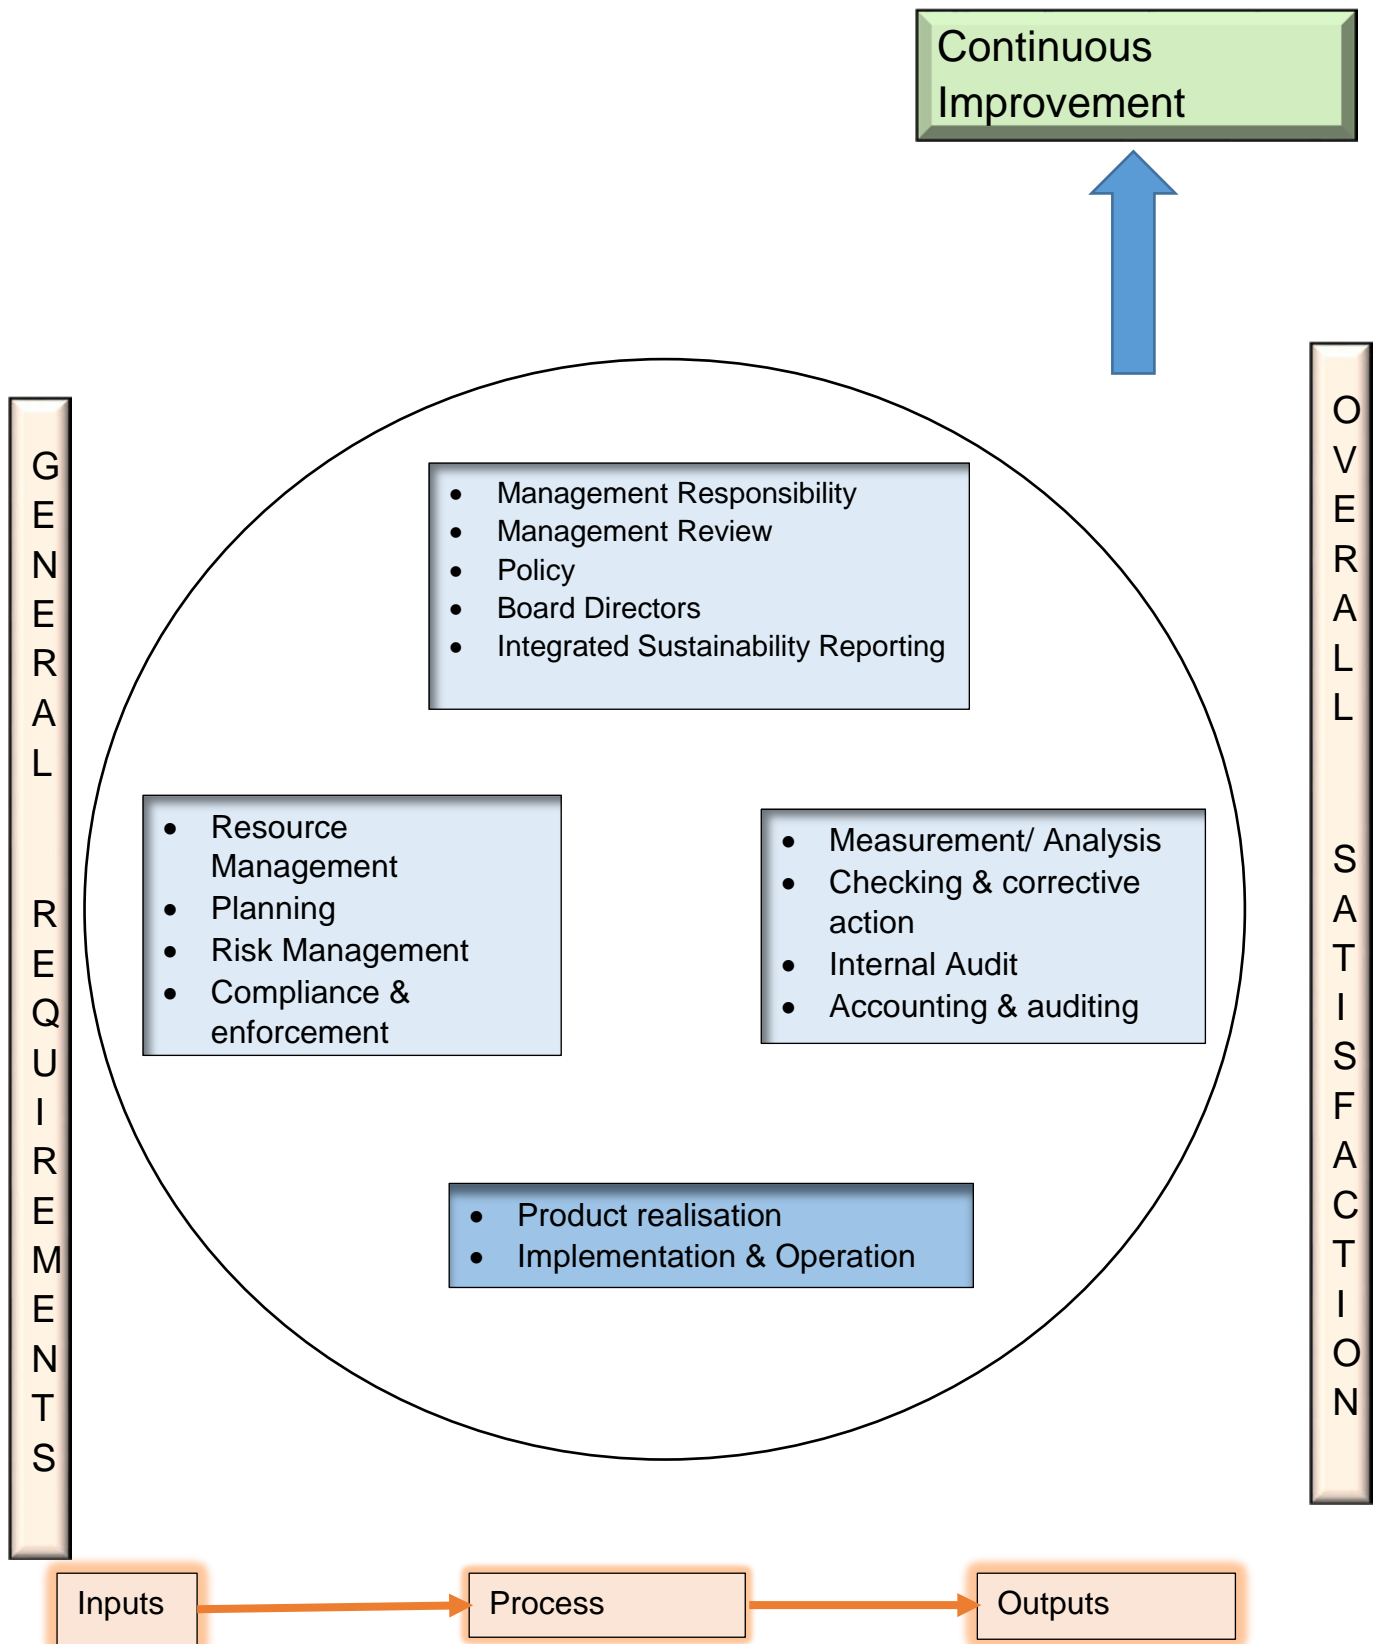 Continuous
Improvement
GENERAL REQUIREMENTS
• Management Responsibility
• Management Review
• Policy
• Board Directors
• Integrated Sustainability Reporting
• Resource
Management
• Planning
• Risk Management
• Compliance &
enforcement
• Measurement/ Analysis
• Checking & corrective
action
• Internal Audit
• Accounting & auditing
• Product realisation
• Implementation & Operation
OVERALL SATISFACTION
Inputs
Process
Outputs